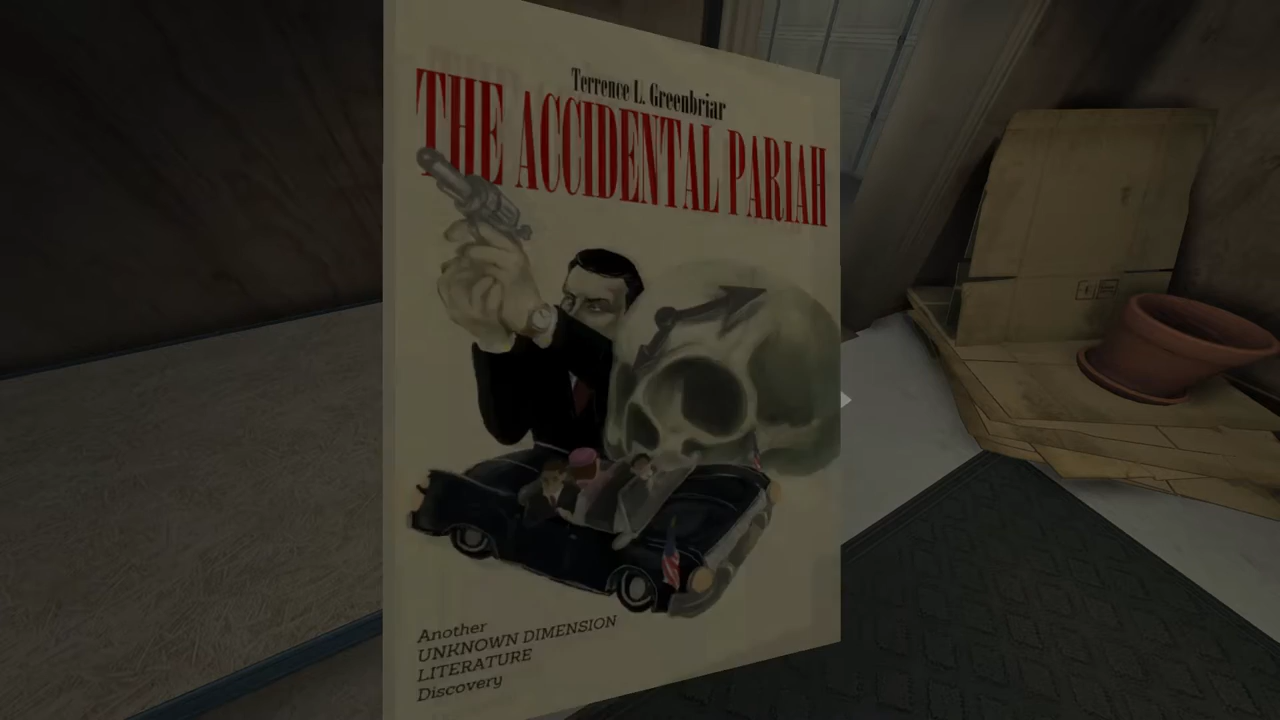 Terrence L. Greenbriar
THE ACCIDENTAL PARIAH
Another
UNKNOWN DIMENSION
LITERATURE
Discovery